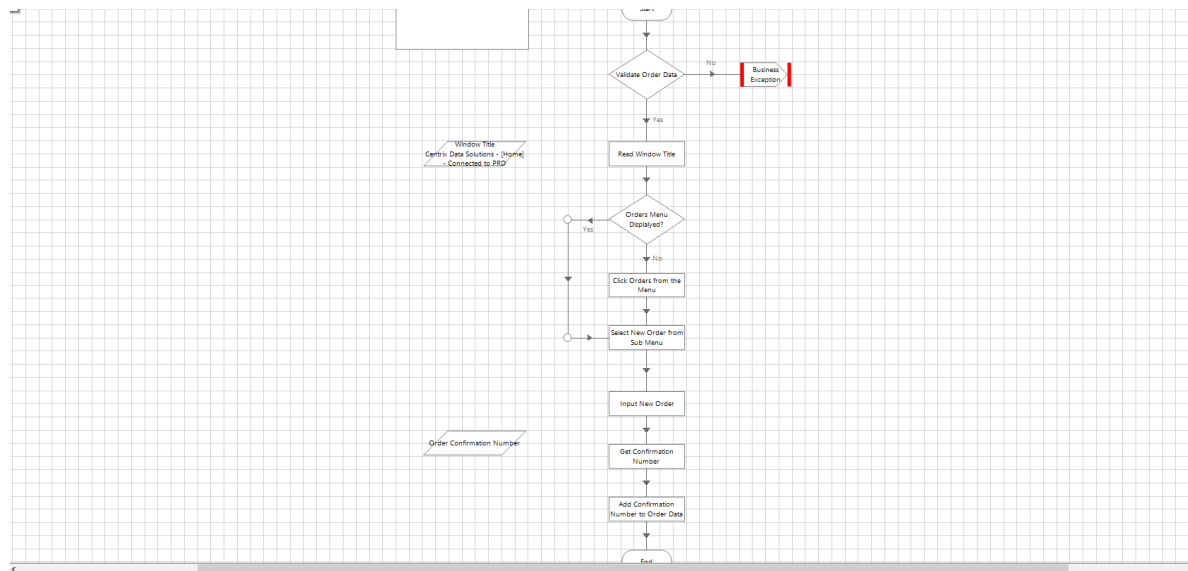 Start
Validate Order Data
No
Business
Exception
Yes
Window Title
Centrix Data Solutions - [Home]
- Connected to PRD
Read Window Title
Orders Menu
Displalyed?
Yes
No
Click Orders from the
Menu
Select New Order from
Sub Menu
Input New Order
Order Confirmation Number
Get Confirmation
Number
Add Confirmation
Number to Order Data
End